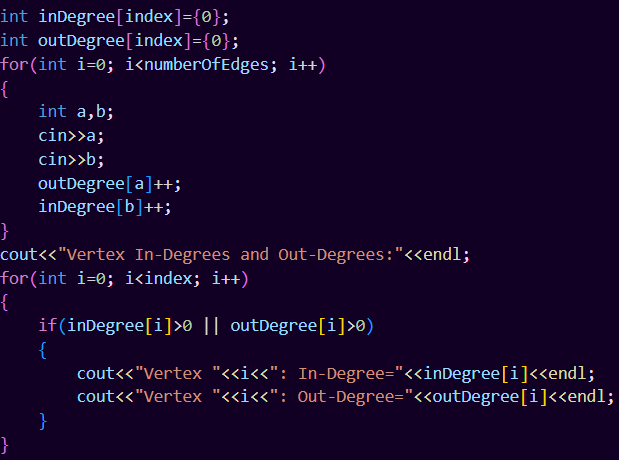 int inDegree[index]={0};
int outDegree[index]={0};
for(int i=0; i<numberOfEdges; i++)
{
    int a,b;
    cin>>a;
    cin>>b;
    outDegree[a]++;
    inDegree[b]++;
}
cout<<"Vertex In-Degrees and Out-Degrees:"<<endl;
for(int i=0; i<index; i++)
{
    if(inDegree[i]>0 || outDegree[i]>0)
    {
        cout<<"Vertex "<<i<<": In-Degree="<<inDegree[i]<<endl;
        cout<<"Vertex "<<i<<": Out-Degree="<<outDegree[i]<<endl;
    }
}